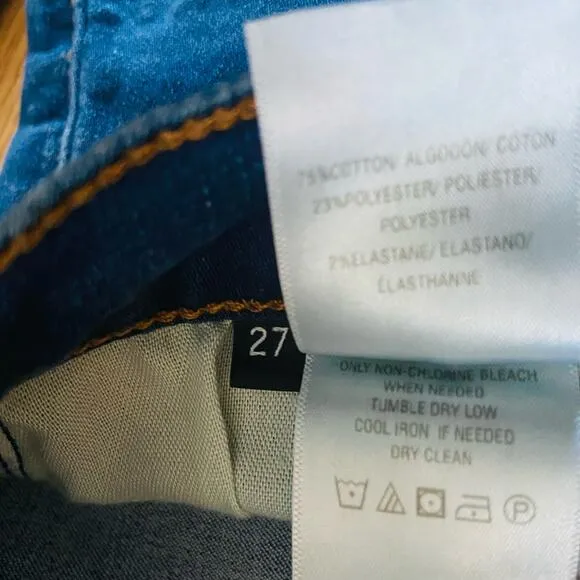 75%COTTON/ ALGODON/ COTON
23%POLYESTER/ POLIESTER/
POLYESTER
2%ELASTANE/ ELASTANO/
ELASTHANNE
27
ONLY NON-CHLORINE BLEACH
WHEN NEEDED
TUMBLE DRY LOW
COOL IRON IF NEEDED
DRY CLEAN
P